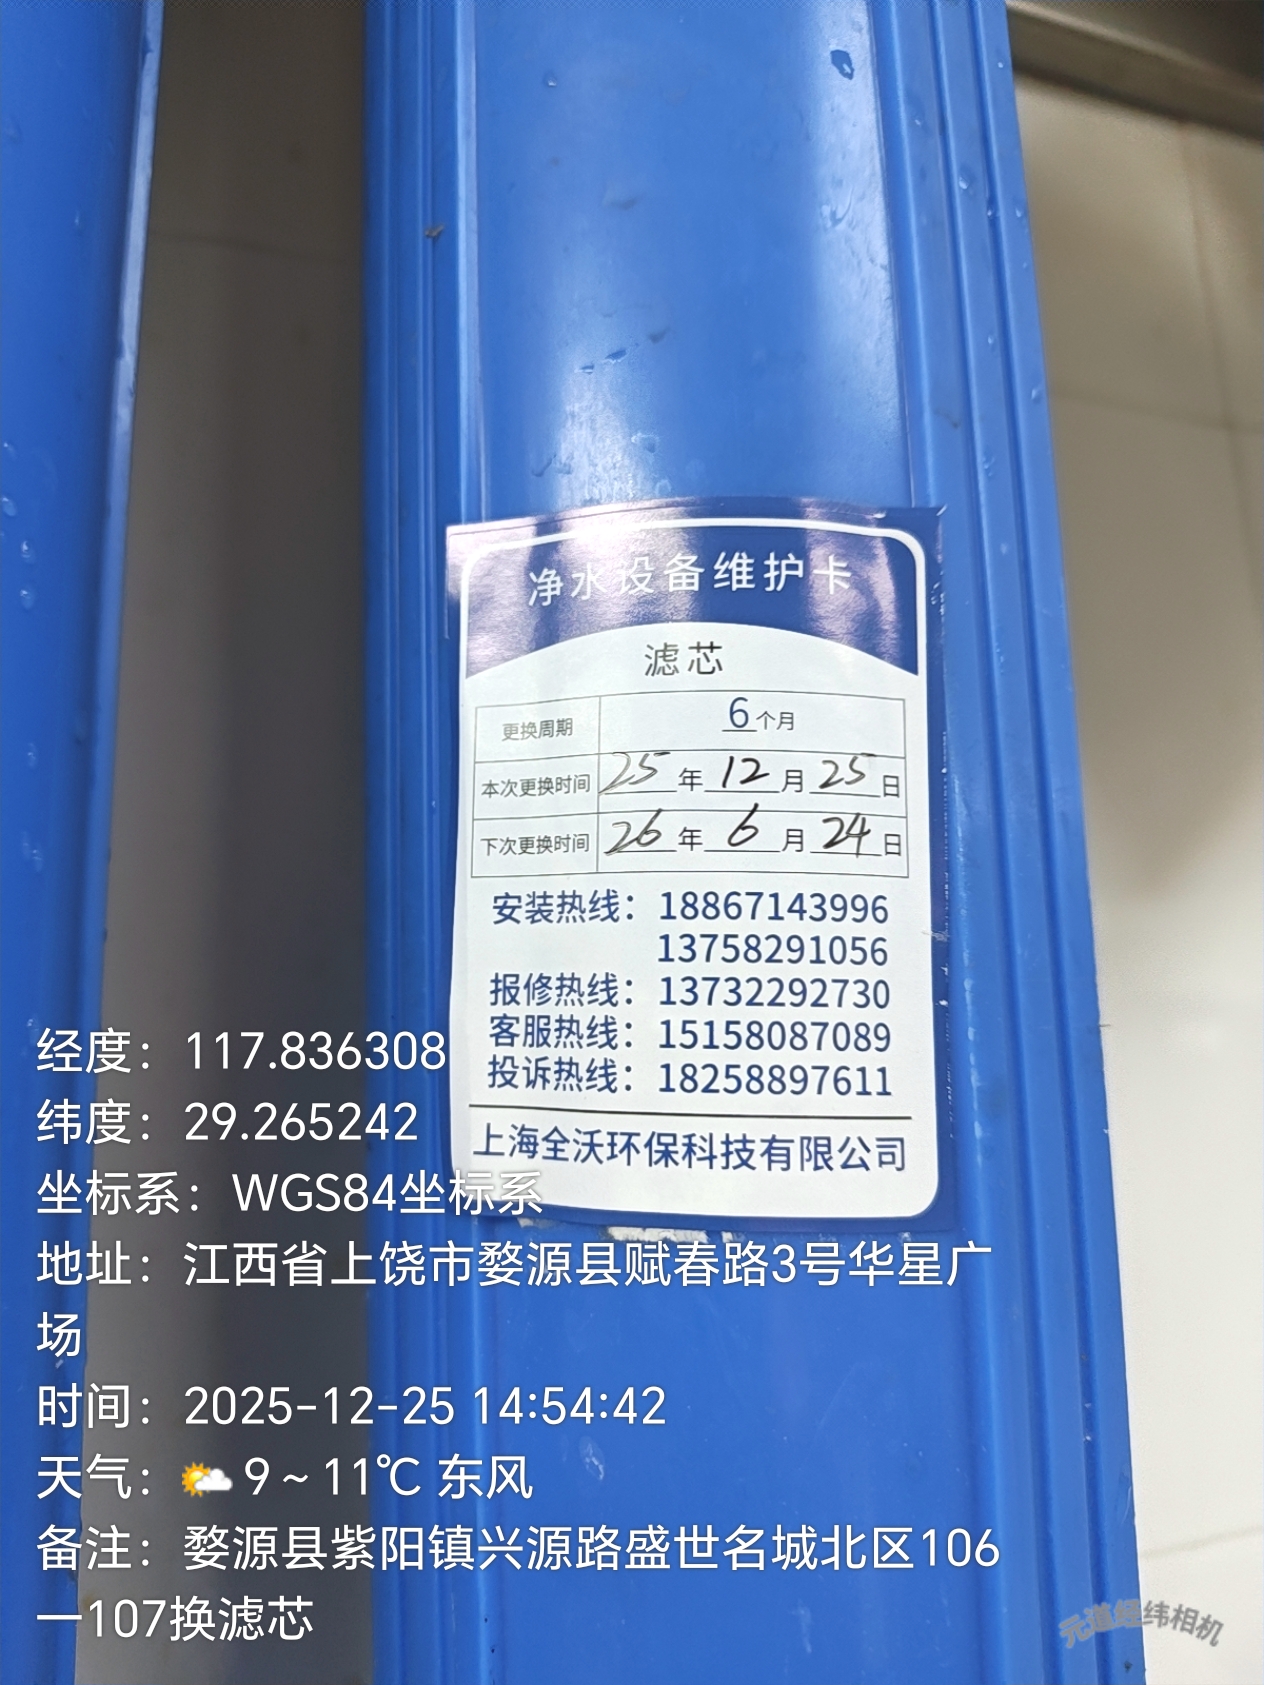 净水设备维护卡
滤芯
更换周期 6个月
本次更换时间 25年12月25日
下次更换时间 26年6月24日
安装热线：18867143996
13758291056
报修热线：13732292730
客服热线：15158087089
投诉热线：18258897611
上海全沃环保科技有限公司
经度：117.836308
纬度：29.265242
坐标系：WGS84坐标系
地址：江西省上饶市婺源县赋春路3号华星广
场
时间：2025-12-25 14:54:42
天气：9~11℃ 东风
备注：婺源县紫阳镇兴源路盛世名城北区106
一107换滤芯
元道经纬相机